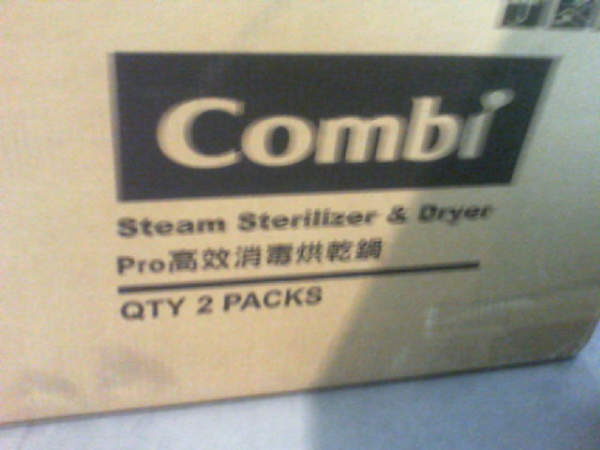 Combi
Steam Sterilizer & Dryer
Pro高效消毒烘乾鍋
QTY 2 PACKS